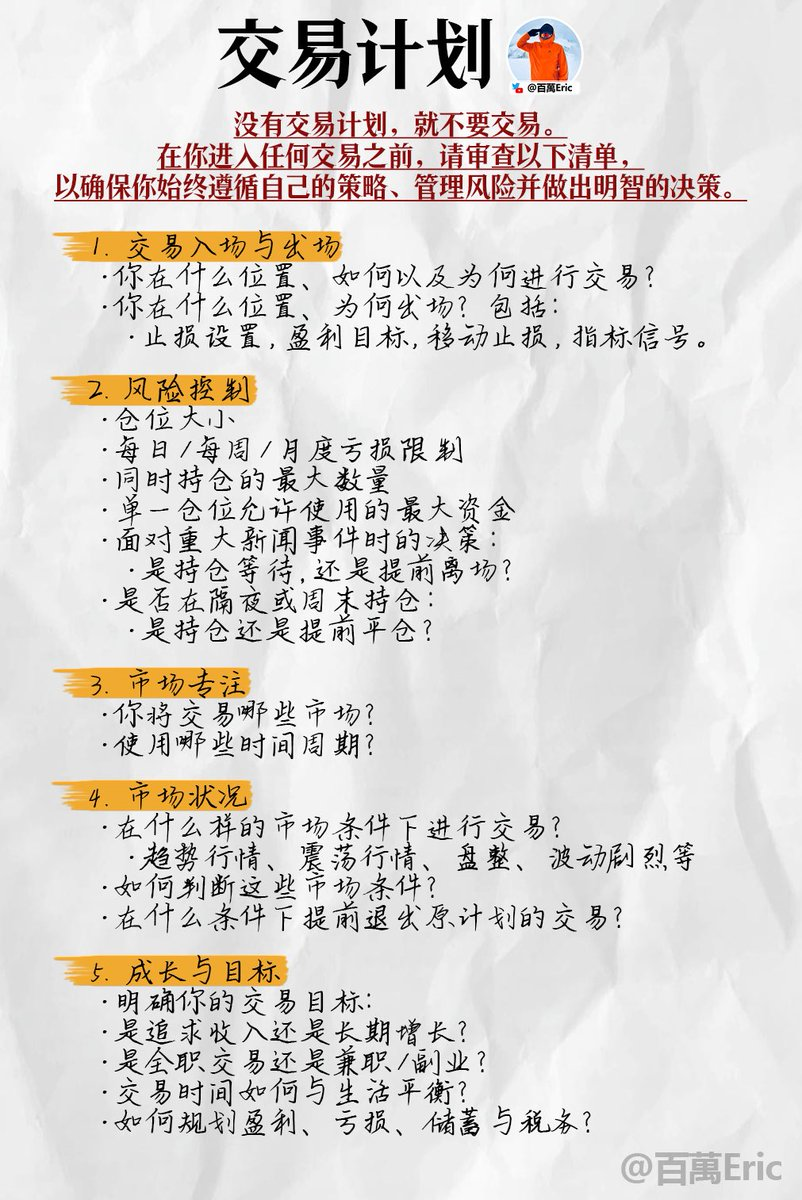 交易计划
@百萬Eric
没有交易计划，就不要交易。
在你进入任何交易之前，请审查以下清单，
以确保你始终遵循自己的策略、管理风险并做出明智的决策。
1. 交易入场与出场
·你在什么位置、如何以及为何进行交易？
·你在什么位置、为何出场？包括：
·止损设置，盈利目标，移动止损，指标信号。
2. 风险控制
·仓位大小
·每日/每周/月度亏损限制
·同时持仓的最大数量
·单一仓位允许使用的最大资金
·面对重大新闻事件时的决策：
·是持仓等待，还是提前离场？
·是否在隔夜或周末持仓：
·是持仓还是提前平仓？
3. 市场专注
·你将交易哪些市场？
·使用哪些时间周期？
4. 市场状况
·在什么样的市场条件下进行交易？
·趋势行情、震荡行情、盘整、波动剧烈等
·如何判断这些市场条件？
·在什么条件下提前退出原计划的交易？
5. 成长与目标
·明确你的交易目标：
·是追求收入还是长期增长？
·是全职交易还是兼职/副业？
·交易时间如何与生活平衡？
·如何规划盈利、亏损、储蓄与税务？
@百萬Eric